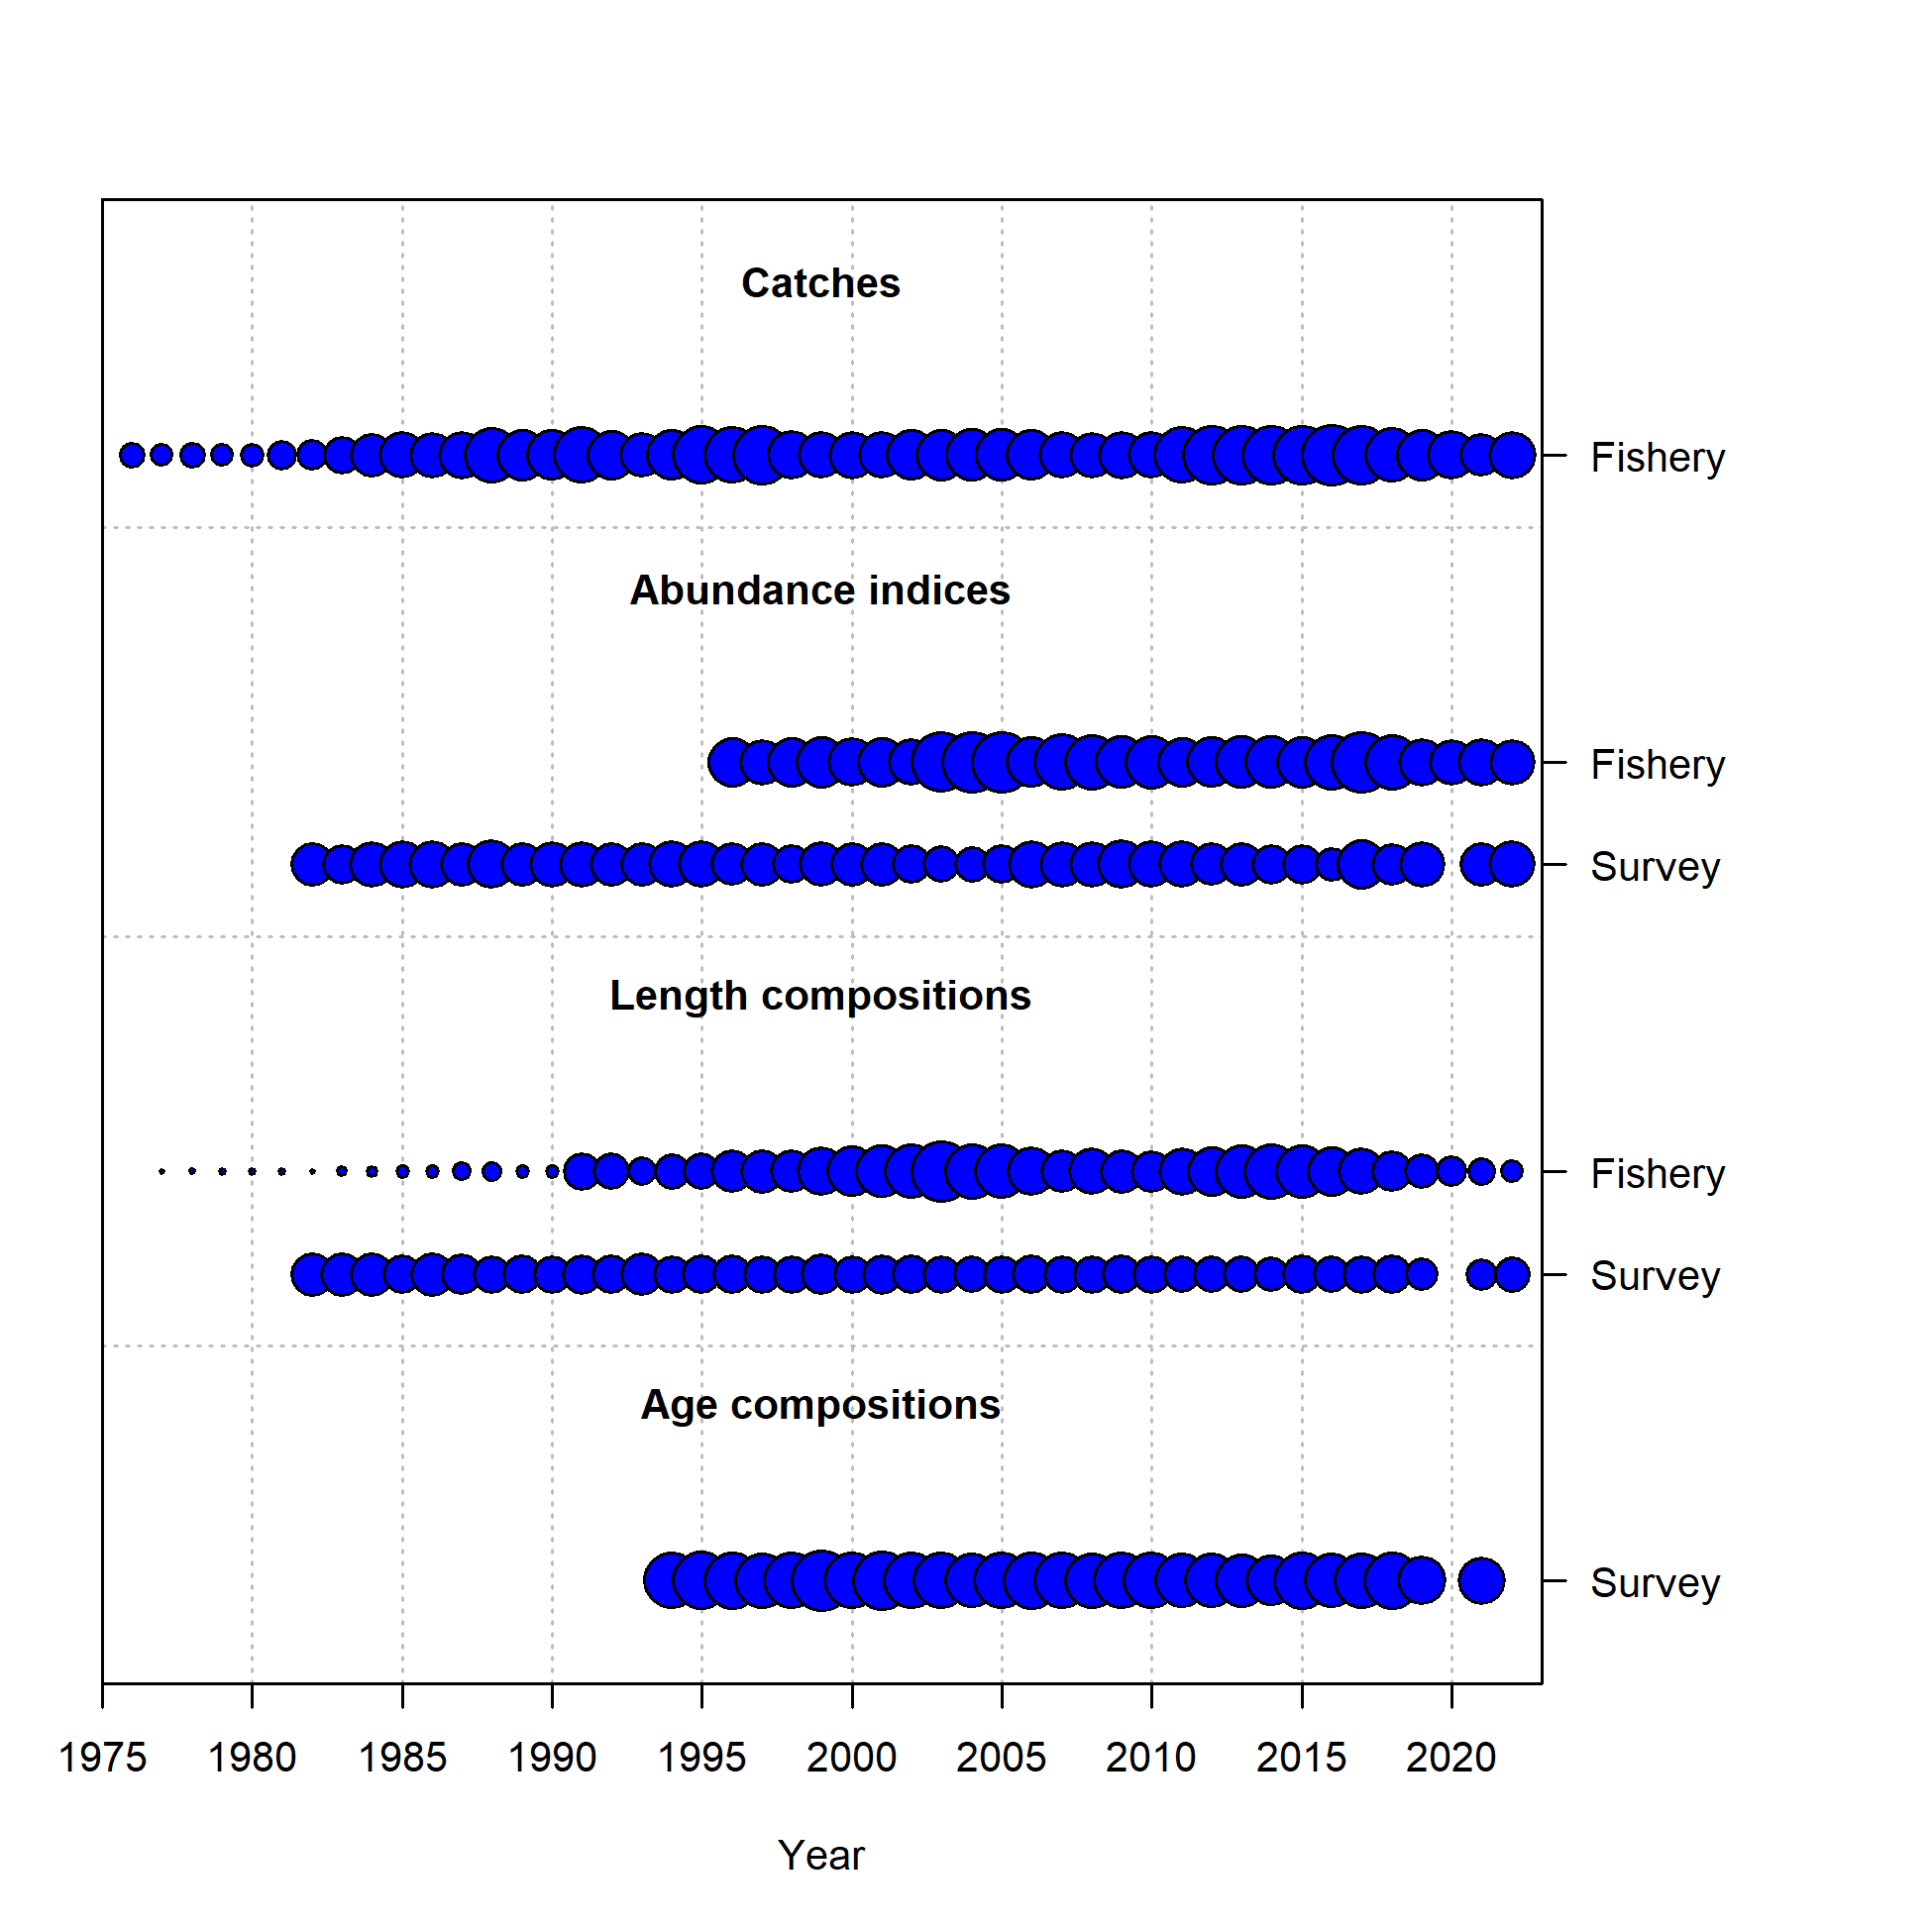 Catches
Fishery
Abundance indices
Fishery
Survey
Length compositions
Fishery
Survey
Age compositions
Survey
1975 1980 1985 1990 1995 2000 2005 2010 2015 2020
Year